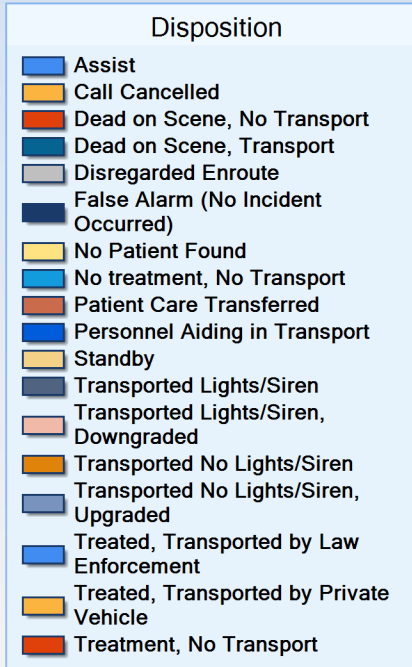 Disposition
Assist
Call Cancelled
Dead on Scene, No Transport
Dead on Scene, Transport
Disregarded Enroute
False Alarm (No Incident
Occurred)
No Patient Found
No treatment, No Transport
Patient Care Transferred
Personnel Aiding in Transport
Standby
Transported Lights/Siren
Transported Lights/Siren,
Downgraded
Transported No Lights/Siren
Transported No Lights/Siren,
Upgraded
Treated, Transported by Law
Enforcement
Treated, Transported by Private
Vehicle
Treatment, No Transport